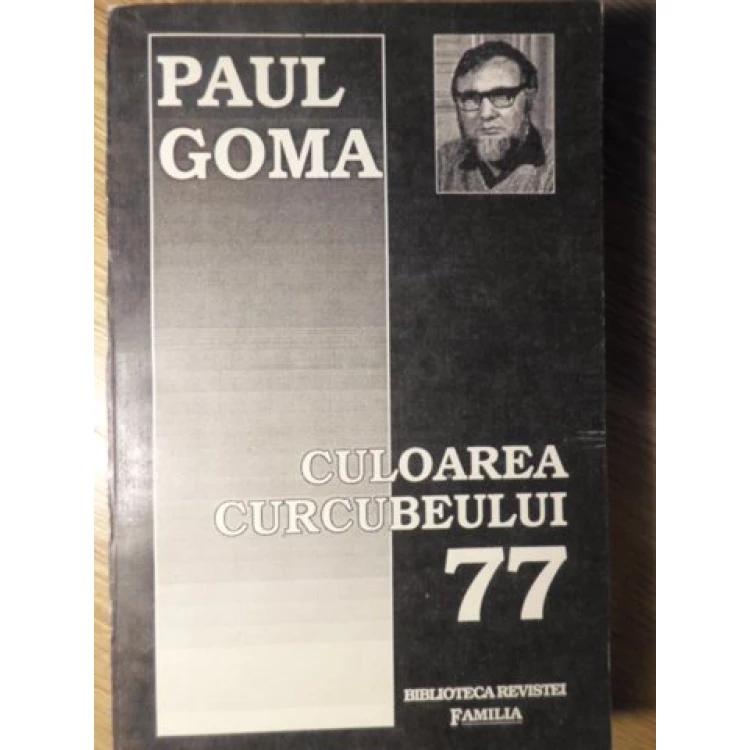 PAUL
GOMA
CULOAREA
CURCUBEULUI
77
BIBLIOTECA REVISTEI
FAMILIA